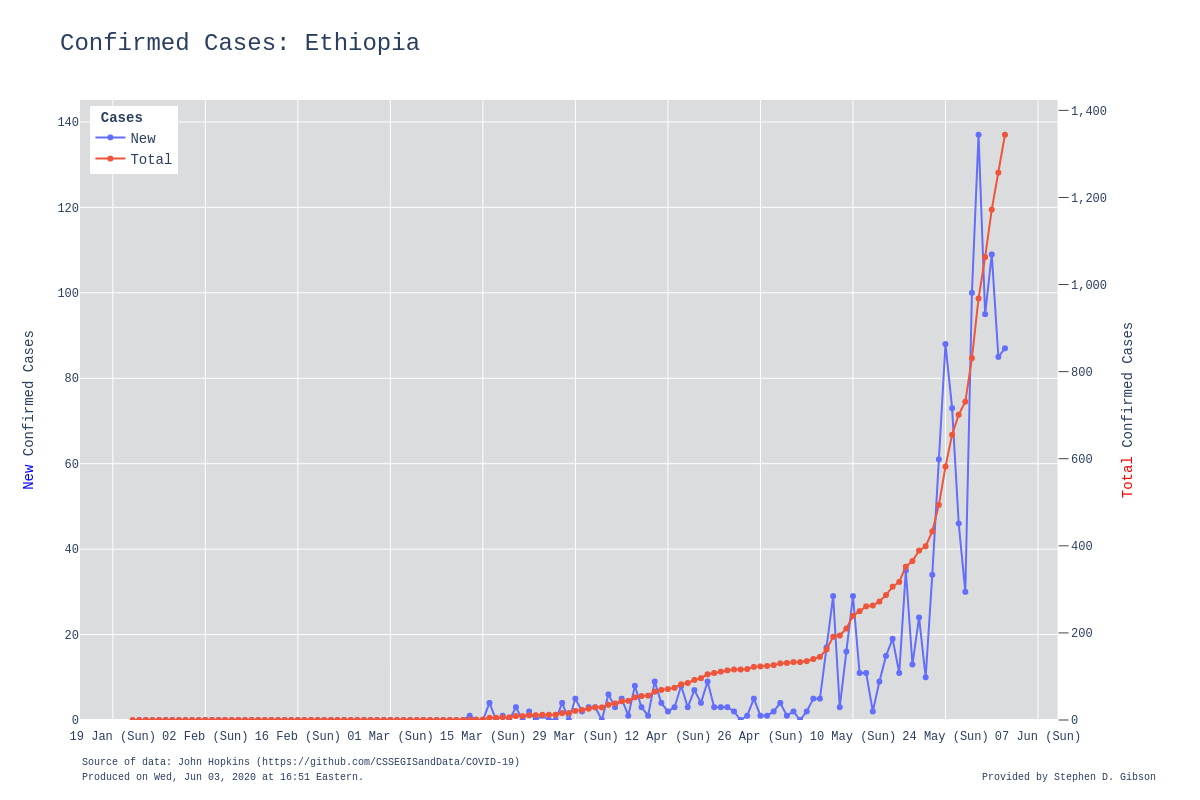 Confirmed Cases: Ethiopia
Cases
New
Total
140
120
100
80
60
40
20
0
1,400
1,200
1,000
800
600
400
200
0
New Confirmed Cases
Total Confirmed Cases
19 Jan (Sun) 02 Feb (Sun) 16 Feb (Sun) 01 Mar (Sun) 15 Mar (Sun) 29 Mar (Sun) 12 Apr (Sun) 26 Apr (Sun) 10 May (Sun) 24 May (Sun) 07 Jun (Sun)
Source of data: John Hopkins (https://github.com/CSSEGISandData/COVID-19)
Produced on Wed, Jun 03, 2020 at 16:51 Eastern.
Provided by Stephen D. Gibson